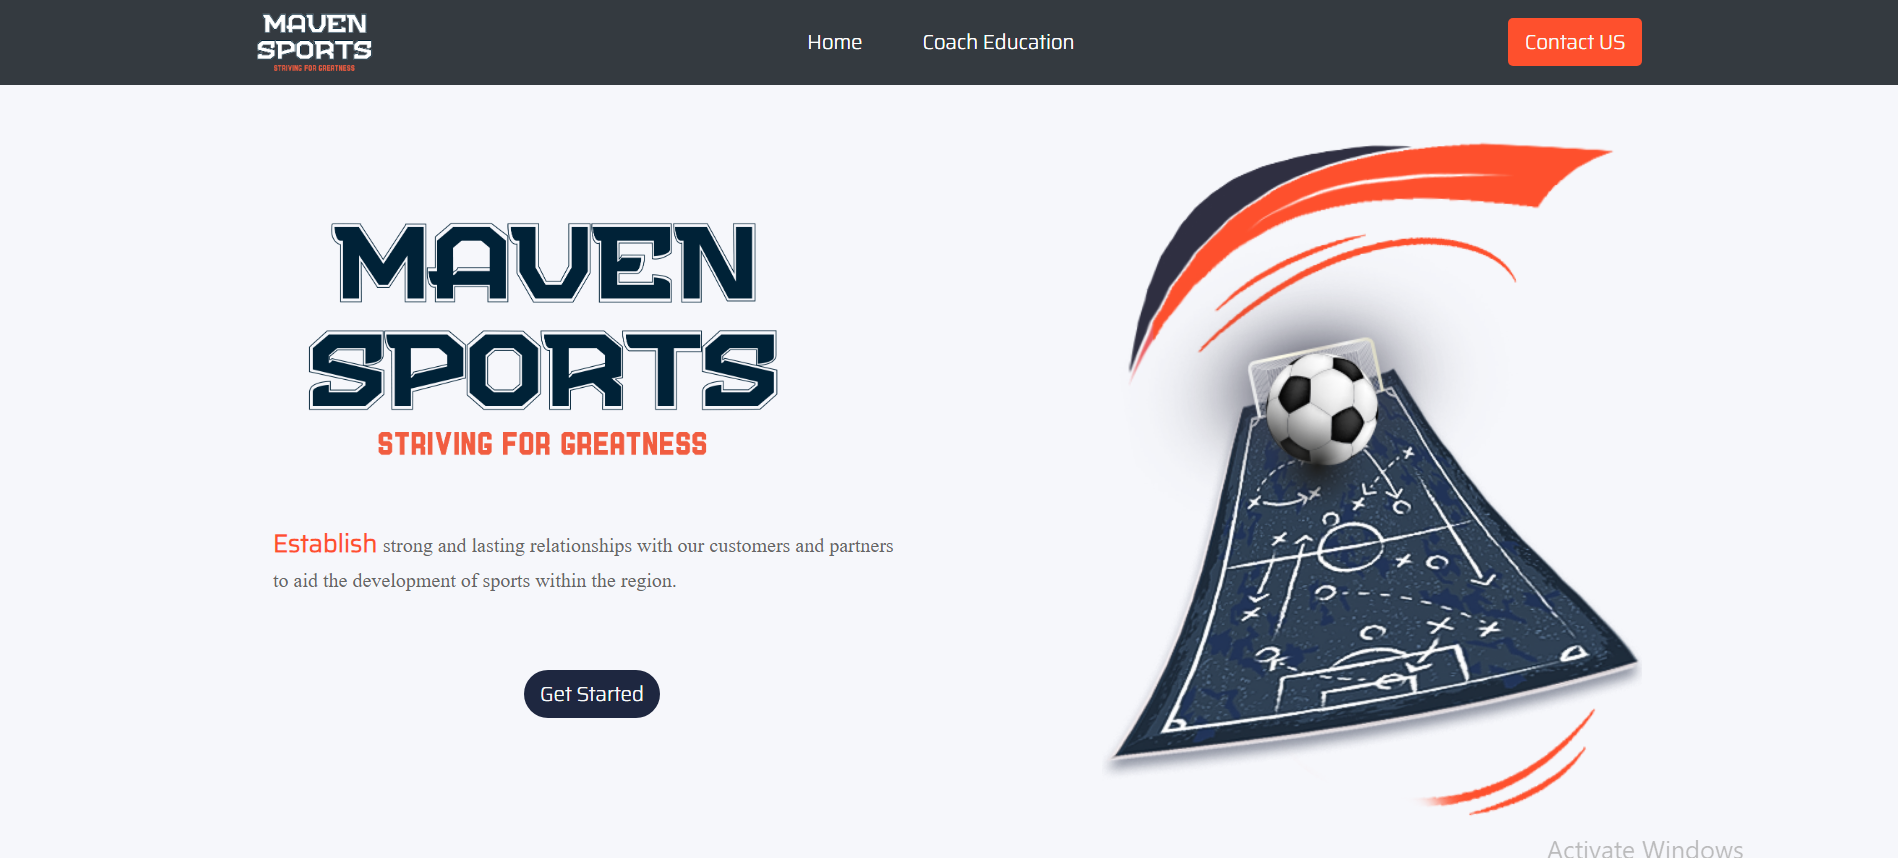 MAVEN
SPORTS
STRIVING FOR GREATNESS
Home
Coach Education
Contact US
MAVEN
SPORTS
STRIVING FOR GREATNESS
Establish strong and lasting relationships with our customers and partners
to aid the development of sports within the region.
Get Started
Activate Windows